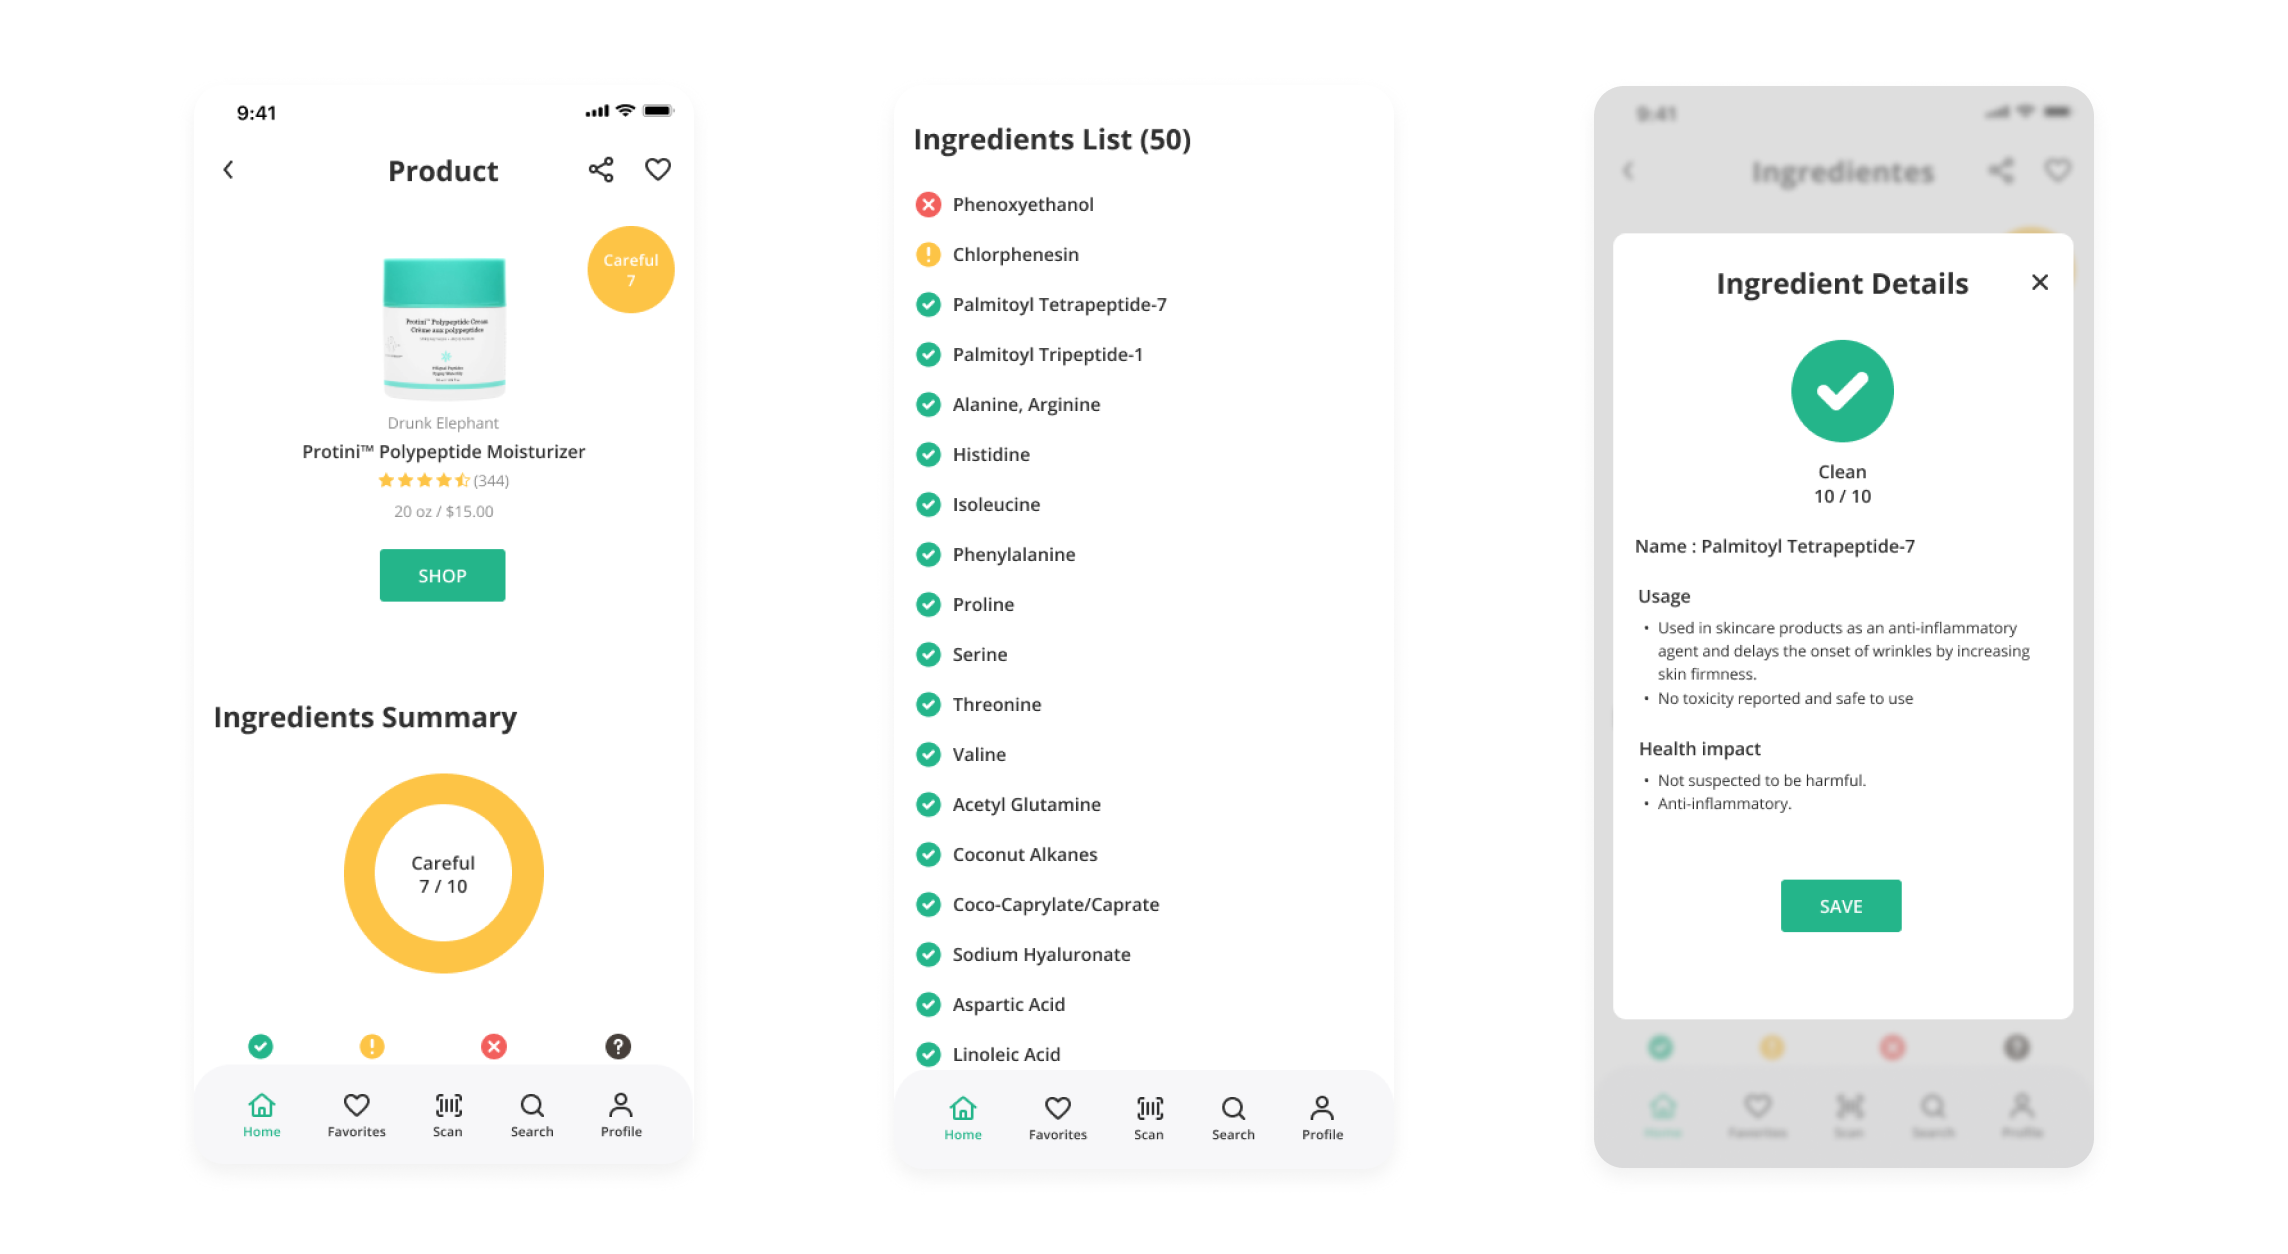 9:41
Product
Careful
7
Protini™ Polypeptide Cream
Crème aux polypeptides
Drunk Elephant
Protini™ Polypeptide Moisturizer
(344)
20 oz / $15.00
SHOP
Ingredients Summary
Careful
7 / 10
Home
Favorites
Scan
Search
Profile
Ingredients List (50)
Phenoxyethanol
Chlorphenesin
Palmitoyl Tetrapeptide-7
Palmitoyl Tripeptide-1
Alanine, Arginine
Histidine
Isoleucine
Phenylalanine
Proline
Serine
Threonine
Valine
Acetyl Glutamine
Coconut Alkanes
Coco-Caprylate/Caprate
Sodium Hyaluronate
Aspartic Acid
Linoleic Acid
Home
Favorites
Scan
Search
Profile
9:41
Ingredientes
Ingredient Details
Clean
10 / 10
Name : Palmitoyl Tetrapeptide-7
Usage
• Used in skincare products as an anti-inflammatory
agent and delays the onset of wrinkles by increasing
skin firmness.
• No toxicity reported and safe to use
Health impact
• Not suspected to be harmful.
• Anti-inflammatory.
SAVE
Home
Favorites
Scan
Search
Profile